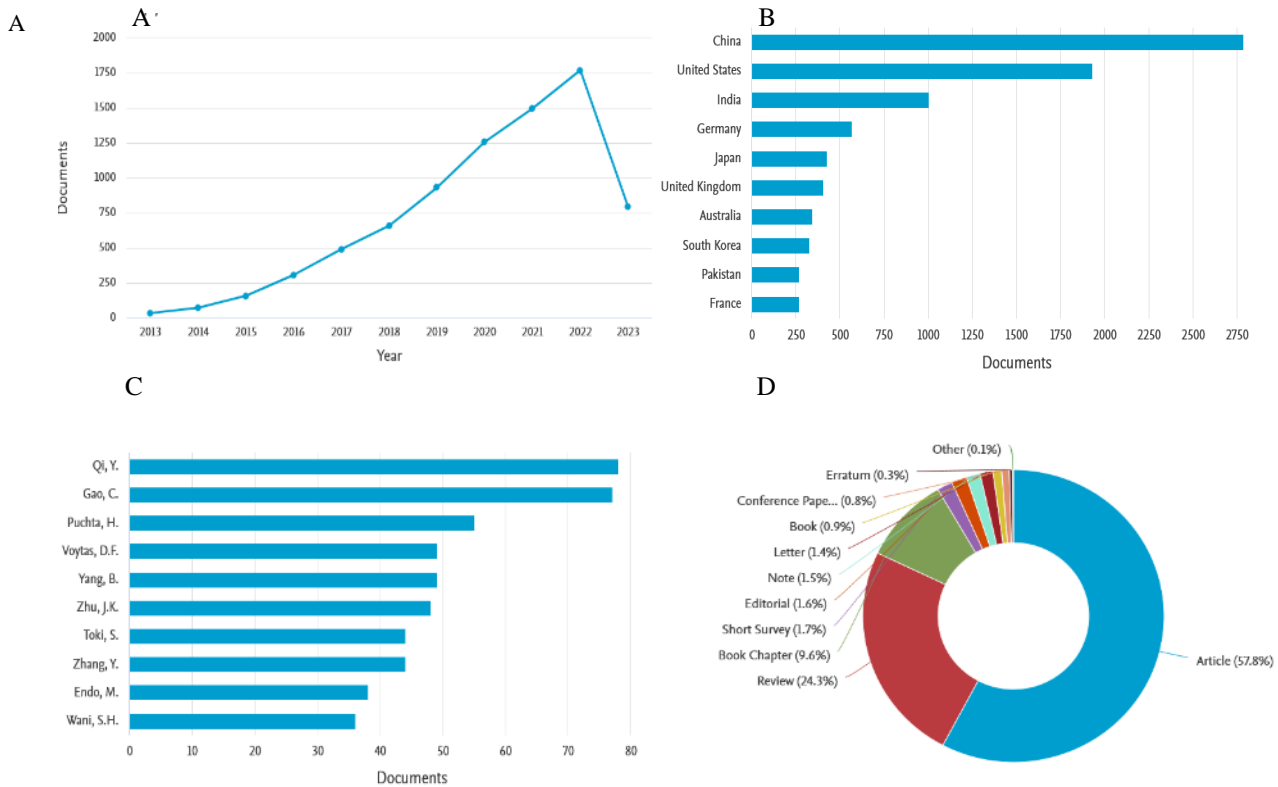 A
A
2000
1750
1500
1250
1000
750
500
250
0
Documents
2013 2014 2015 2016 2017 2018 2019 2020 2021 2022 2023
Year
B
China
United States
India
Germany
Japan
United Kingdom
Australia
South Korea
Pakistan
France
0 250 500 750 1000 1250 1500 1750 2000 2250 2500 2750
Documents
C
Qi, Y.
Gao, C.
Puchta, H.
Voytas, D.F.
Yang, B.
Zhu, J.K.
Toki, S.
Zhang, Y.
Endo, M.
Wani, S.H.
0 10 20 30 40 50 60 70 80
Documents
D
Other (0.1%)
Erratum (0.3%)
Conference Pape... (0.8%)
Book (0.9%)
Letter (1.4%)
Note (1.5%)
Editorial (1.6%)
Short Survey (1.7%)
Book Chapter (9.6%)
Review (24.3%)
Article (57.8%)